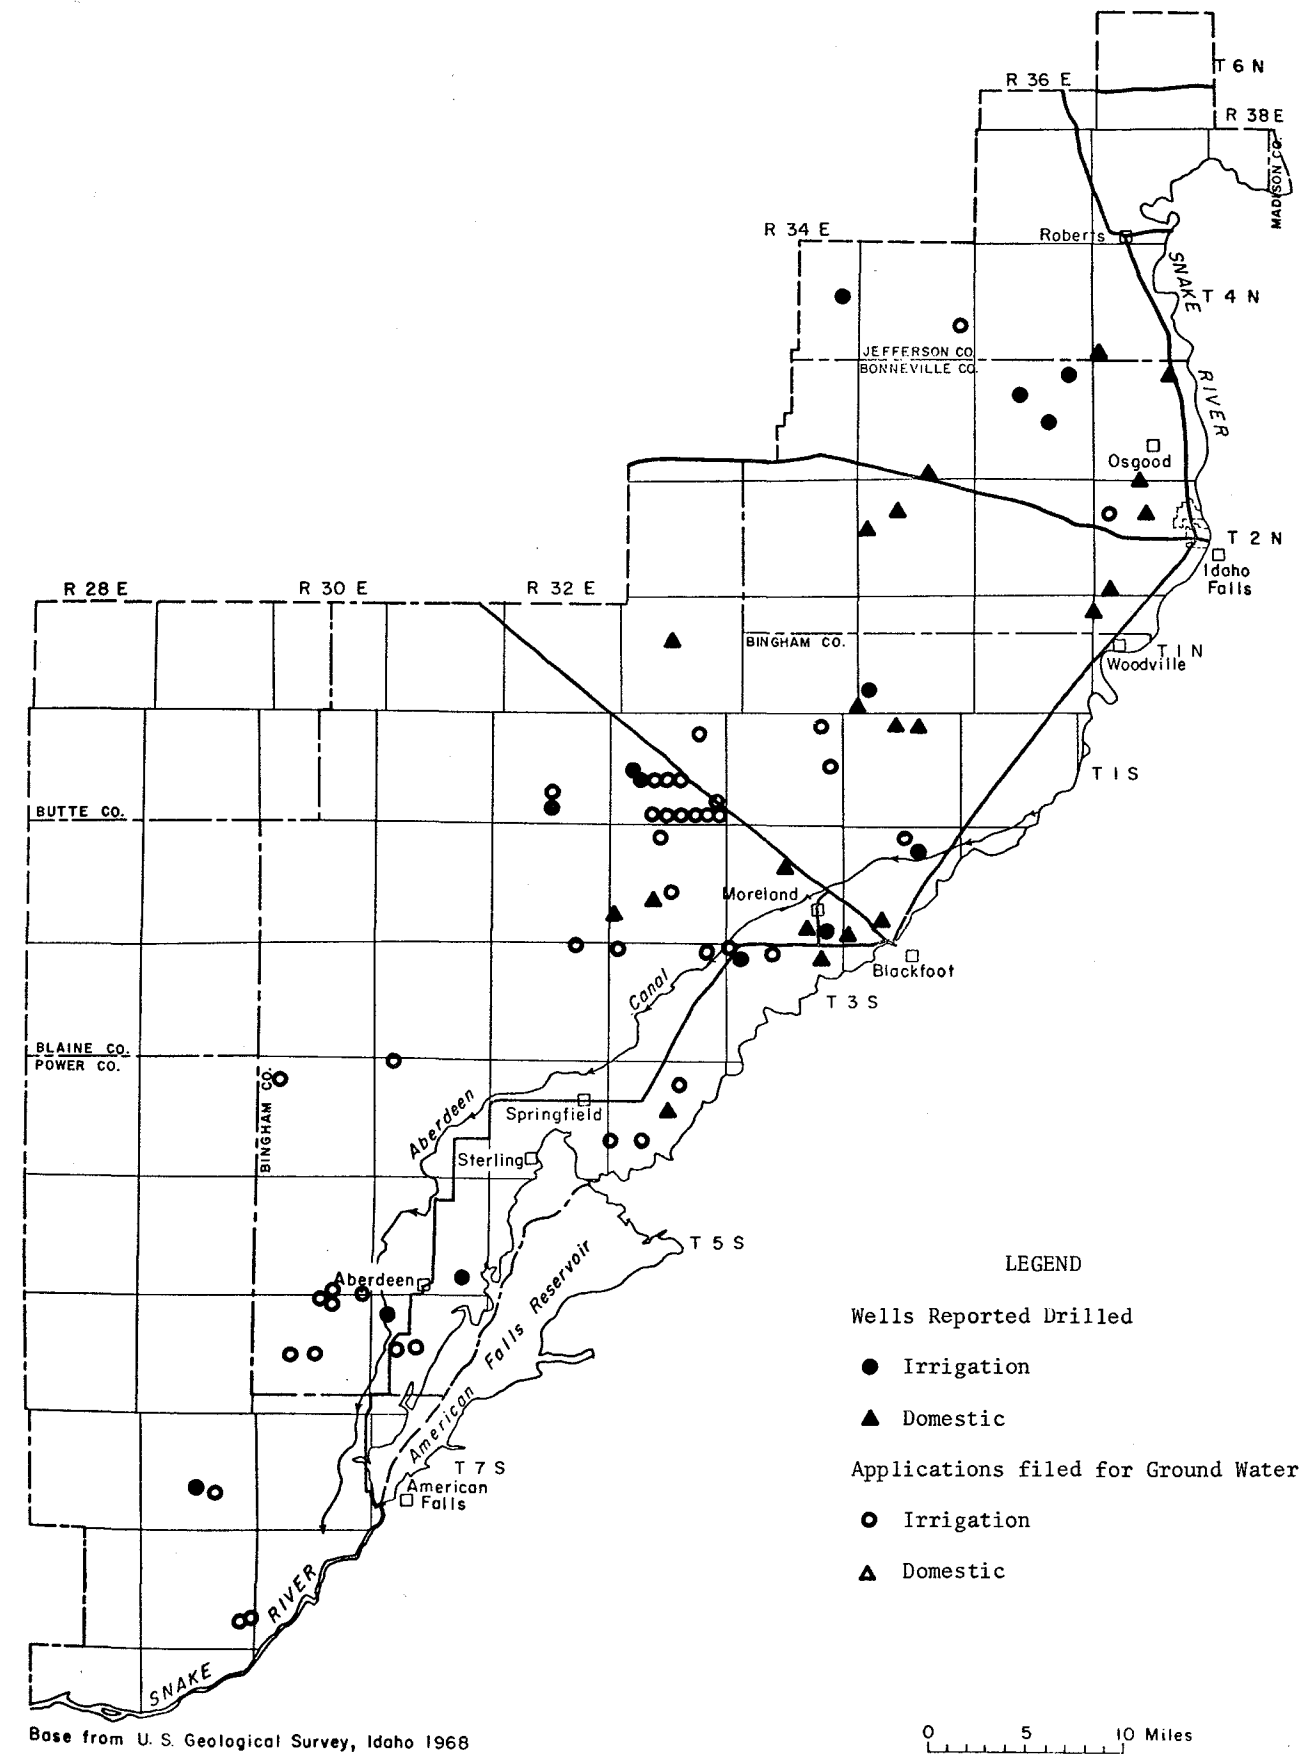 T 6 N
R 36 E
R 38 E
MADISON CO.
R 34 E
Roberts
SNAKE
T 4 N
JEFFERSON CO.
BONNEVILLE CO.
RIVER
Osgood
T 2 N
Idaho
Falls
R 28 E
R 30 E
R 32 E
BINGHAM CO.
T 1 N
Woodville
T 1 S
BUTTE CO.
Moreland
Blackfoot
Canal
T 3 S
BLAINE CO.
POWER CO.
BINGHAM CO.
Aberdeen
Springfield
Sterling
T 5 S
Aberdeen
American Falls Reservoir
T 7 S
American
Falls
SNAKE RIVER
LEGEND
Wells Reported Drilled
Irrigation
Domestic
Applications filed for Ground Water
Irrigation
Domestic
Base from U. S. Geological Survey, Idaho 1968
0 5 10 Miles